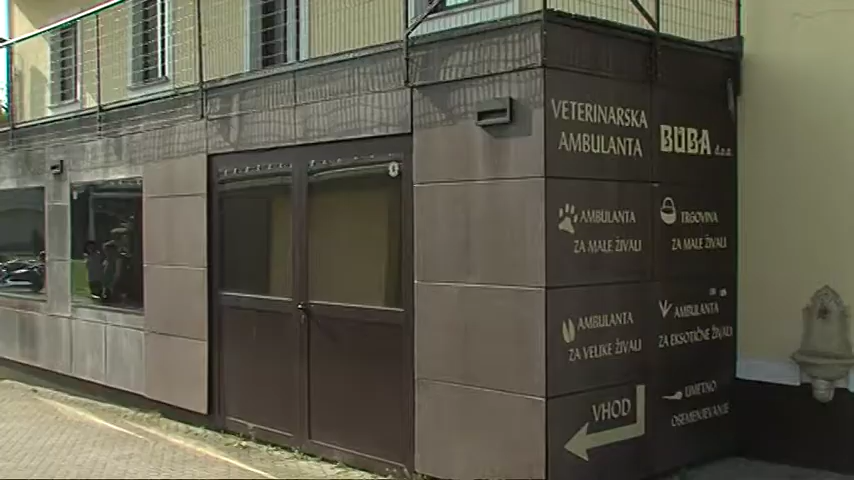 VETERINARSKA
AMBULANTA
BUBA d.o.o.
AMBULANTA
ZA MALE ŽIVALI
TRGOVINA
ZA MALE ŽIVALI
AMBULANTA
ZA VELIKE ŽIVALI
AMBULANTA
ZA EKSOTIČNE ŽIVALI
VHOD
UMETNO
OSEMENJEVANJE